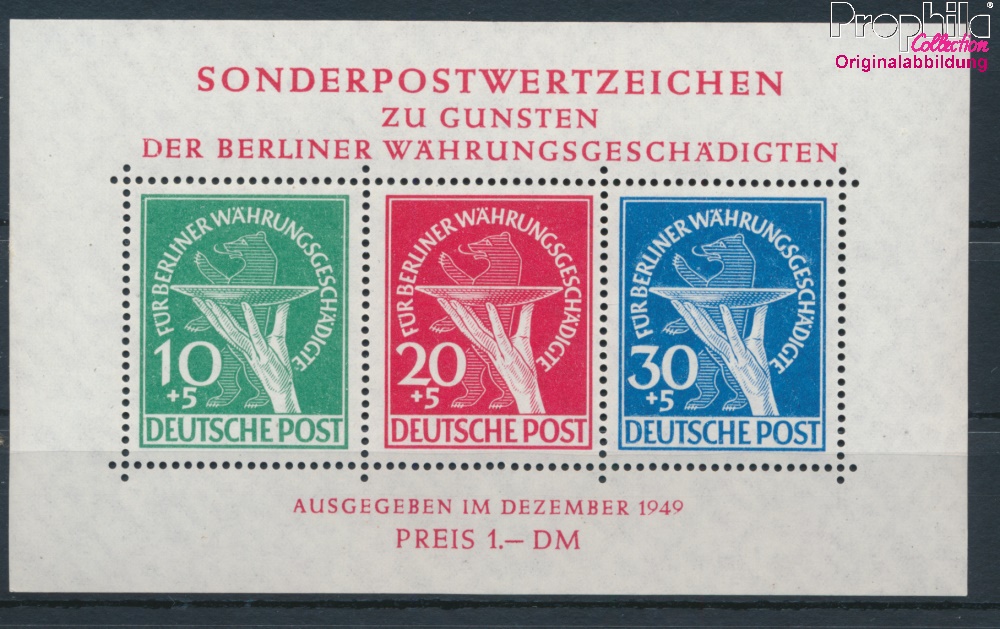 Prophila
Collection
Originalabbildung
SONDERPOSTWERTZEICHEN
ZU GUNSTEN
DER BERLINER WÄHRUNGSGESCHÄDIGTEN
FÜR BERLINER WÄHRUNGSGESCHÄDIGTE
10
+5
DEUTSCHE POST
FÜR BERLINER WÄHRUNGSGESCHÄDIGTE
20
+5
DEUTSCHE POST
FÜR BERLINER WÄHRUNGSGESCHÄDIGTE
30
+5
DEUTSCHE POST
AUSGEGEBEN IM DEZEMBER 1949
PREIS 1.— DM